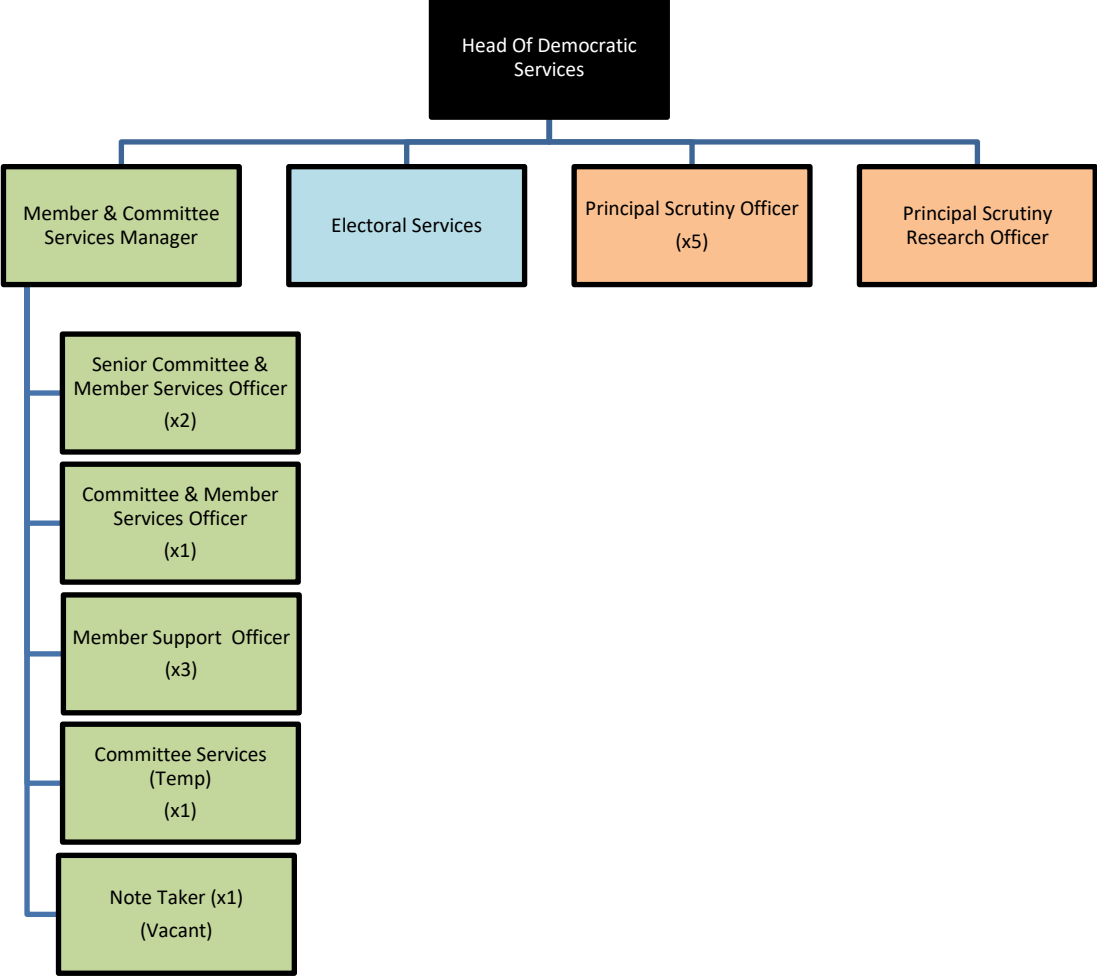 Head Of Democratic
Services
Member & Committee
Services Manager
Electoral Services
Principal Scrutiny Officer
(x5)
Principal Scrutiny
Research Officer
Senior Committee &
Member Services Officer
(x2)
Committee & Member
Services Officer
(x1)
Member Support  Officer
(x3)
Committee Services
(Temp)
(x1)
Note Taker (x1)
(Vacant)